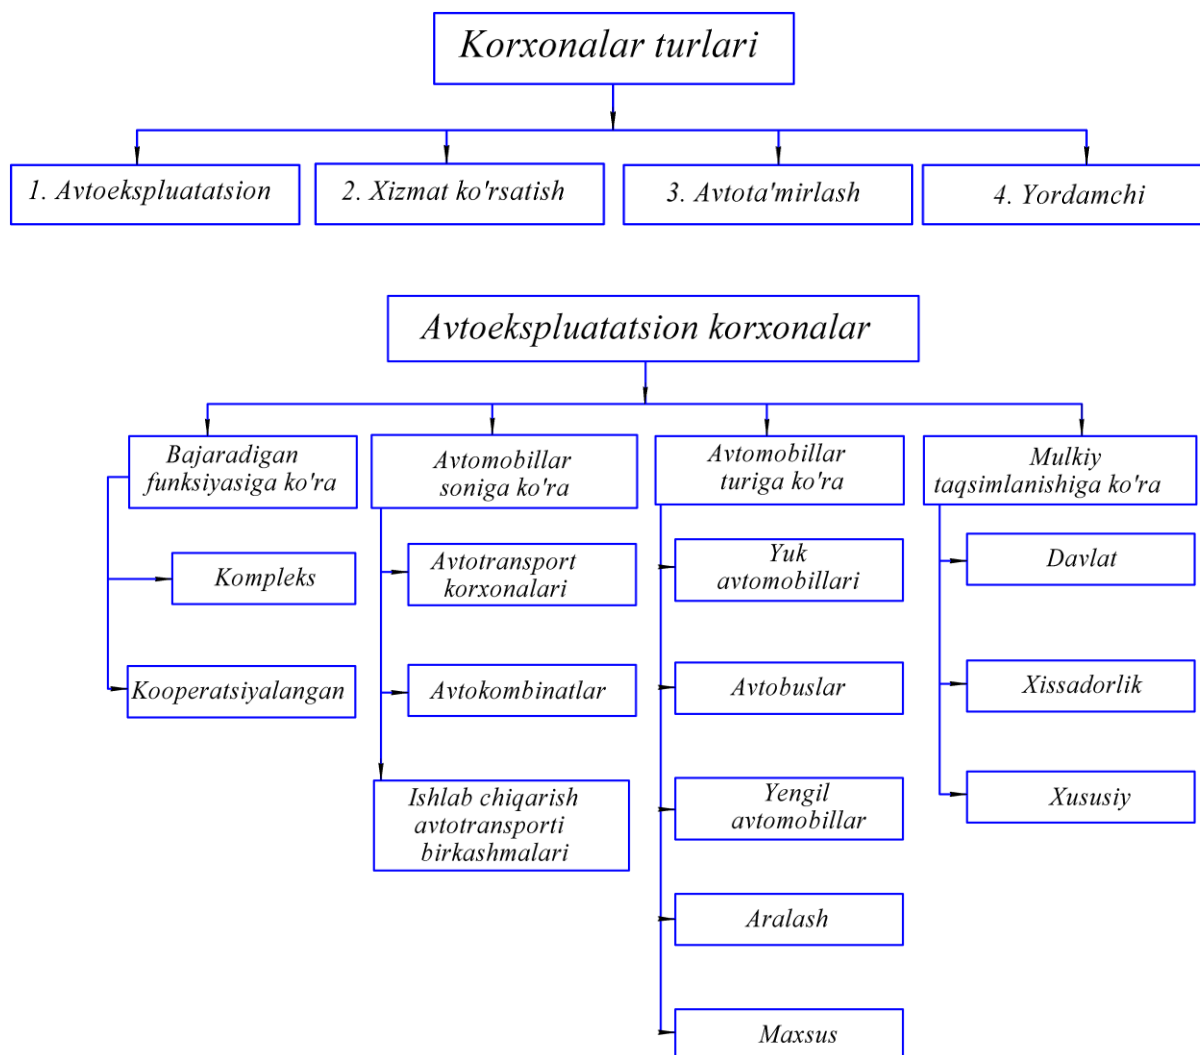 Korxonalar turlari
1. Avtoekspluatatsion
2. Xizmat ko'rsatish
3. Avtota'mirlash
4. Yordamchi
Avtoekspluatatsion korxonalar
Bajaradigan
funksiyasiga ko'ra
Kompleks
Kooperatsiyalangan
Avtomobillar
soniga ko'ra
Avtotransport
korxonalari
Avtokombinatlar
Ishlab chiqarish
avtotransporti
birkashmalari
Avtomobillar
turiga ko'ra
Yuk
avtomobillari
Avtobuslar
Yengil
avtomobillar
Aralash
Maxsus
Mulkiy
taqsimlanishiga ko'ra
Davlat
Xissadorlik
Xususiy